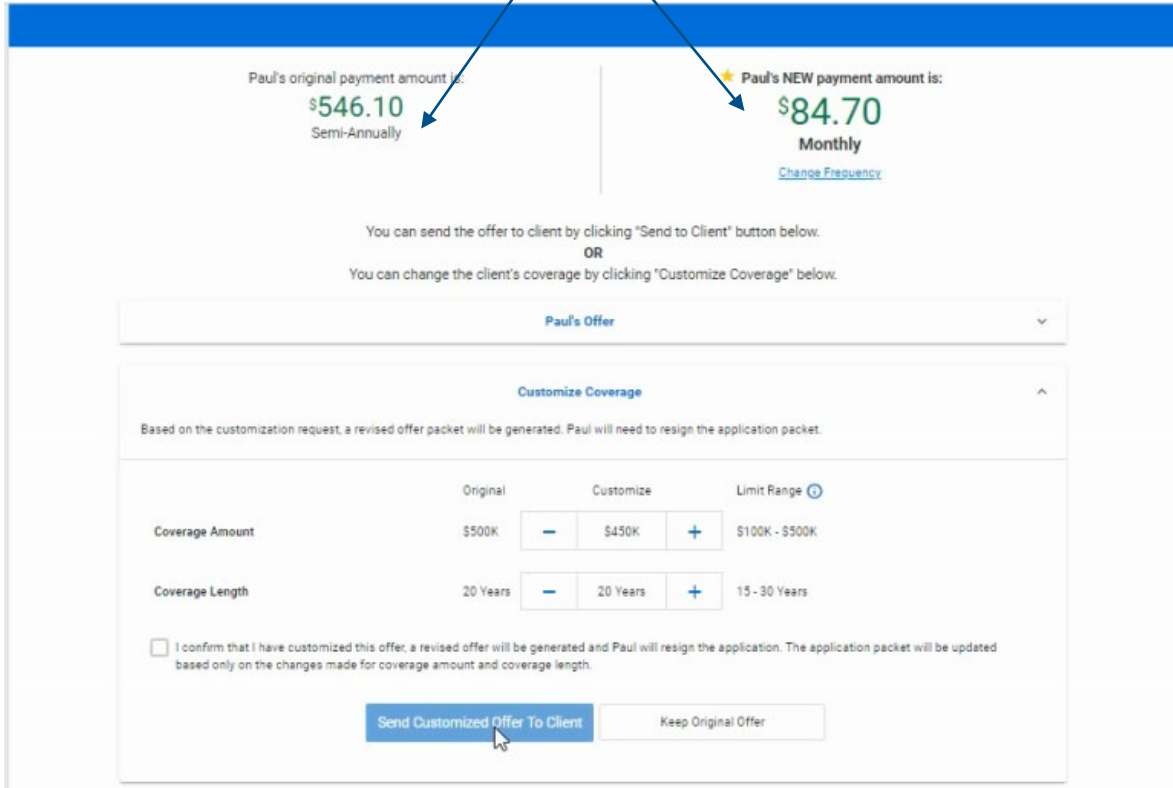 Paul's original payment amount is:
$546.10
Semi-Annually
Paul's NEW payment amount is:
$84.70
Monthly
Change Frequency
You can send the offer to client by clicking "Send to Client" button below.
OR
You can change the client's coverage by clicking "Customize Coverage" below.
Paul's Offer
Customize Coverage
Based on the customization request, a revised offer packet will be generated. Paul will need to resign the application packet.
Original Customize Limit Range
Coverage Amount $500K − $450K + $100K - $500K
Coverage Length 20 Years − 20 Years + 15 - 30 Years
I confirm that I have customized this offer, a revised offer will be generated and Paul will resign the application. The application packet will be updated
based only on the changes made for coverage amount and coverage length.
Send Customized Offer To Client Keep Original Offer